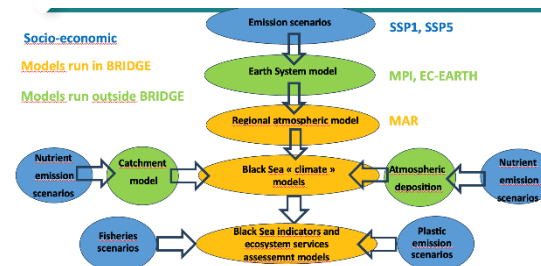 Emission scenarios
SSP1, SSP5
Socio-economic
Models run in BRIDGE
Models run outside BRIDGE
Earth System model
MPI, EC-EARTH
Regional atmospheric model
MAR
Nutrient
emission
scenarios
Catchment
model
Black Sea « climate »
models
Atmospheric
deposition
Nutrient
emission
scenarios
Fisheries
scenarios
Black Sea indicators and
ecosystem services
assessemnt models
Plastic
emission
scenarios